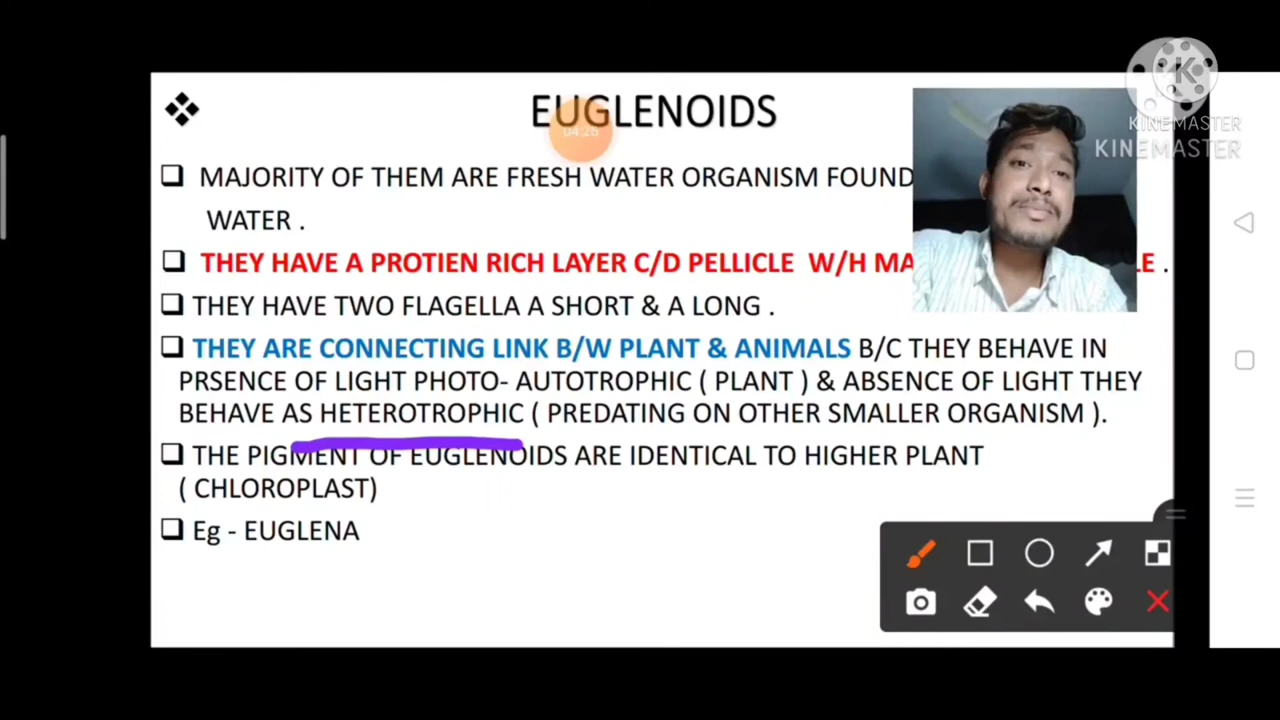 EUGLENOIDS
04:26
KINEMASTER
KINEMASTER
MAJORITY OF THEM ARE FRESH WATER ORGANISM FOUND
WATER .
THEY HAVE A PROTIEN RICH LAYER C/D PELLICLE W/H MA LE .
THEY HAVE TWO FLAGELLA A SHORT & A LONG .
THEY ARE CONNECTING LINK B/W PLANT & ANIMALS B/C THEY BEHAVE IN
PRSENCE OF LIGHT PHOTO- AUTOTROPHIC ( PLANT ) & ABSENCE OF LIGHT THEY
BEHAVE AS HETEROTROPHIC ( PREDATING ON OTHER SMALLER ORGANISM ).
THE PIGMENT OF EUGLENOIDS ARE IDENTICAL TO HIGHER PLANT
( CHLOROPLAST)
Eg - EUGLENA